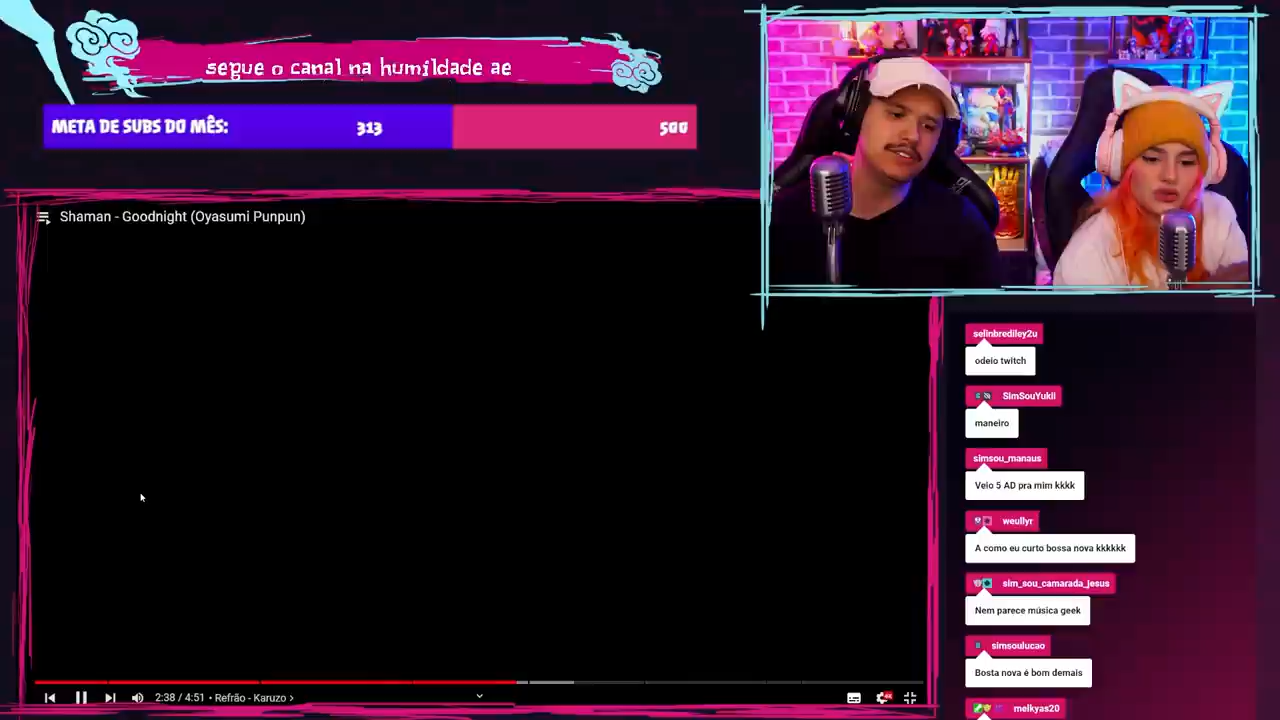 segue o canal na humildade ae
META DE SUBS DO MÊS: 313 500
Shaman - Goodnight (Oyasumi Punpun)
selinbrediley2u
odeio twitch
SimSouYukii
maneiro
simsou_manaus
Veio 5 AD pra mim kkkk
weullyr
A como eu curto bossa nova kkkkkk
sim_sou_camarada_jesus
Nem parece música geek
simsoulucao
Bosta nova é bom demais
melkyas20
2:38 / 4:51 • Refrão - Karuzo